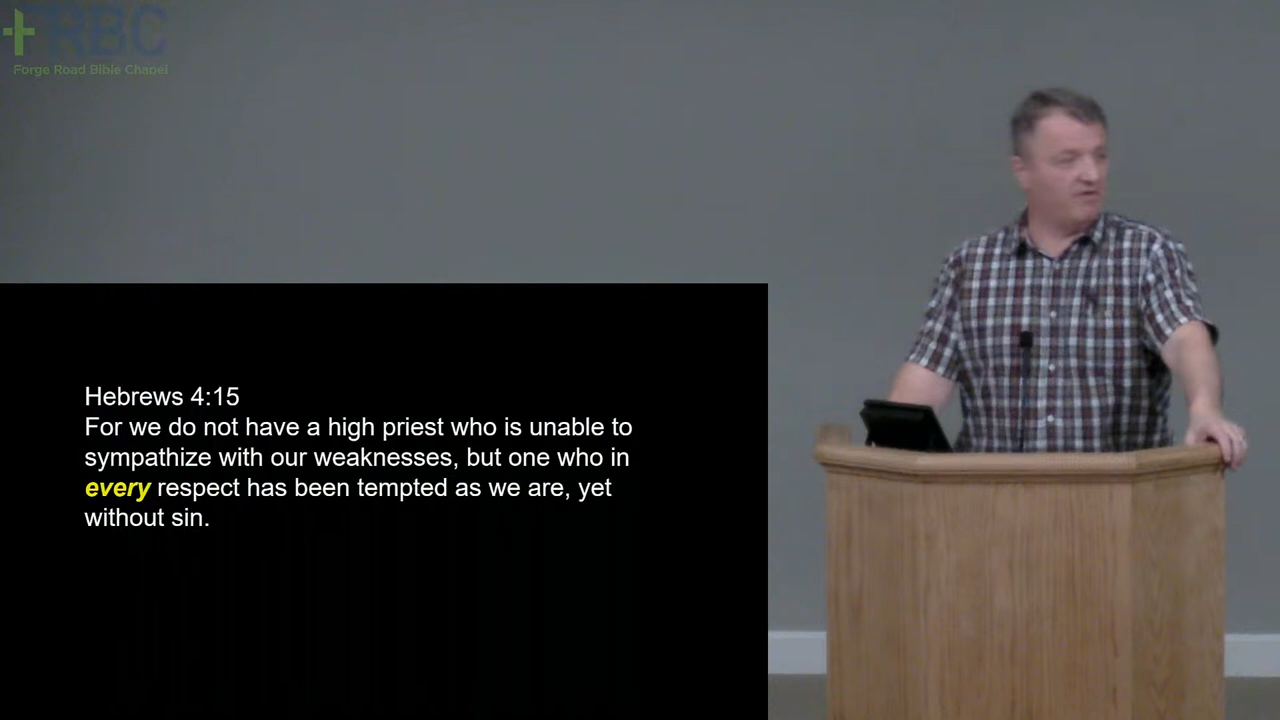 FRBC
Forge Road Bible Chapel
Hebrews 4:15
For we do not have a high priest who is unable to
sympathize with our weaknesses, but one who in
every respect has been tempted as we are, yet
without sin.